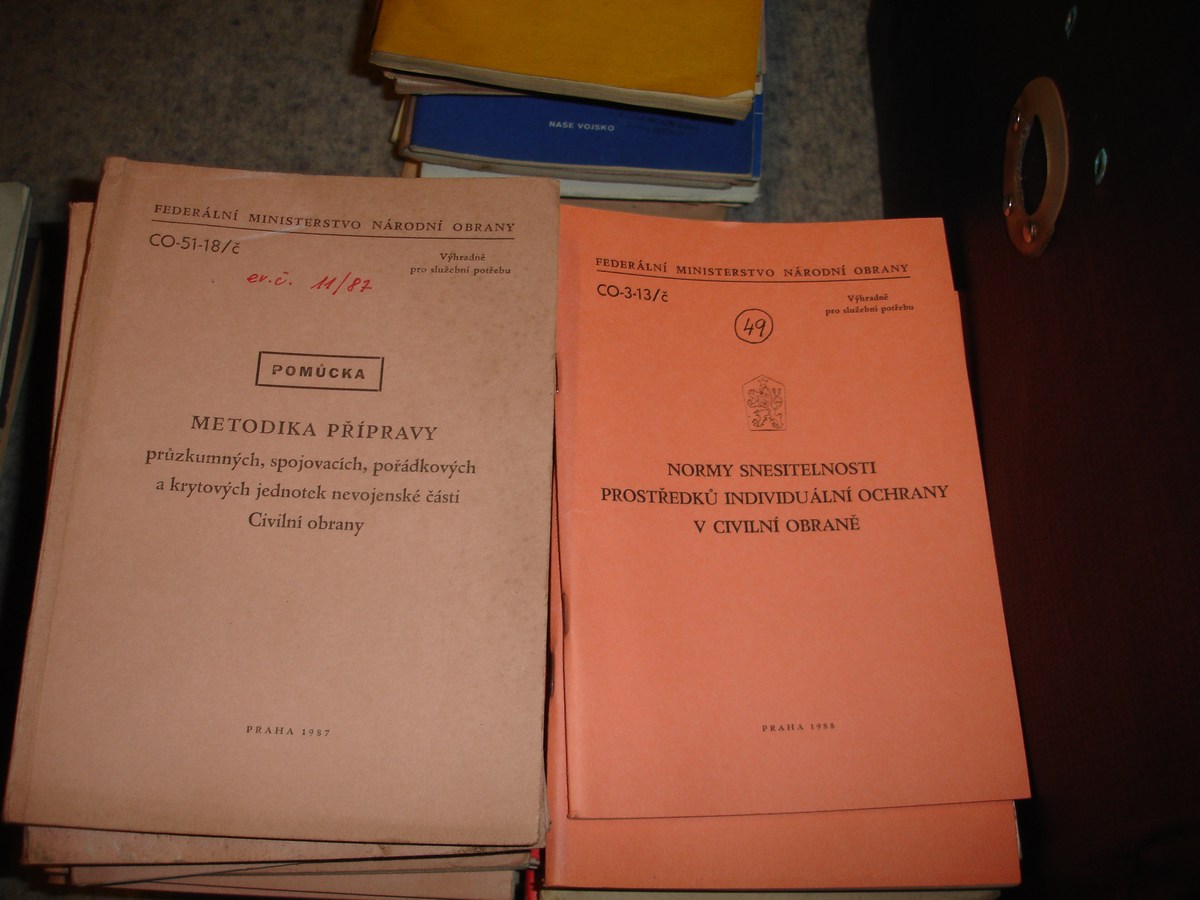 NAŠE VOJSKO
FEDERÁLNÍ MINISTERSTVO NÁRODNÍ OBRANY
CO-51-18/č
Výhradně
pro služební potřebu
ev.č. 11/87
POMŮCKA
METODIKA PŘÍPRAVY
průzkumných, spojovacích, pořádkových
a krytových jednotek nevojenské části
Civilní obrany
PRAHA 1987
FEDERÁLNÍ MINISTERSTVO NÁRODNÍ OBRANY
CO-3-13/č
Výhradně
pro služební potřebu
49
NORMY SNESITELNOSTI
PROSTŘEDKŮ INDIVIDUÁLNÍ OCHRANY
V CIVILNÍ OBRANĚ
PRAHA 1988